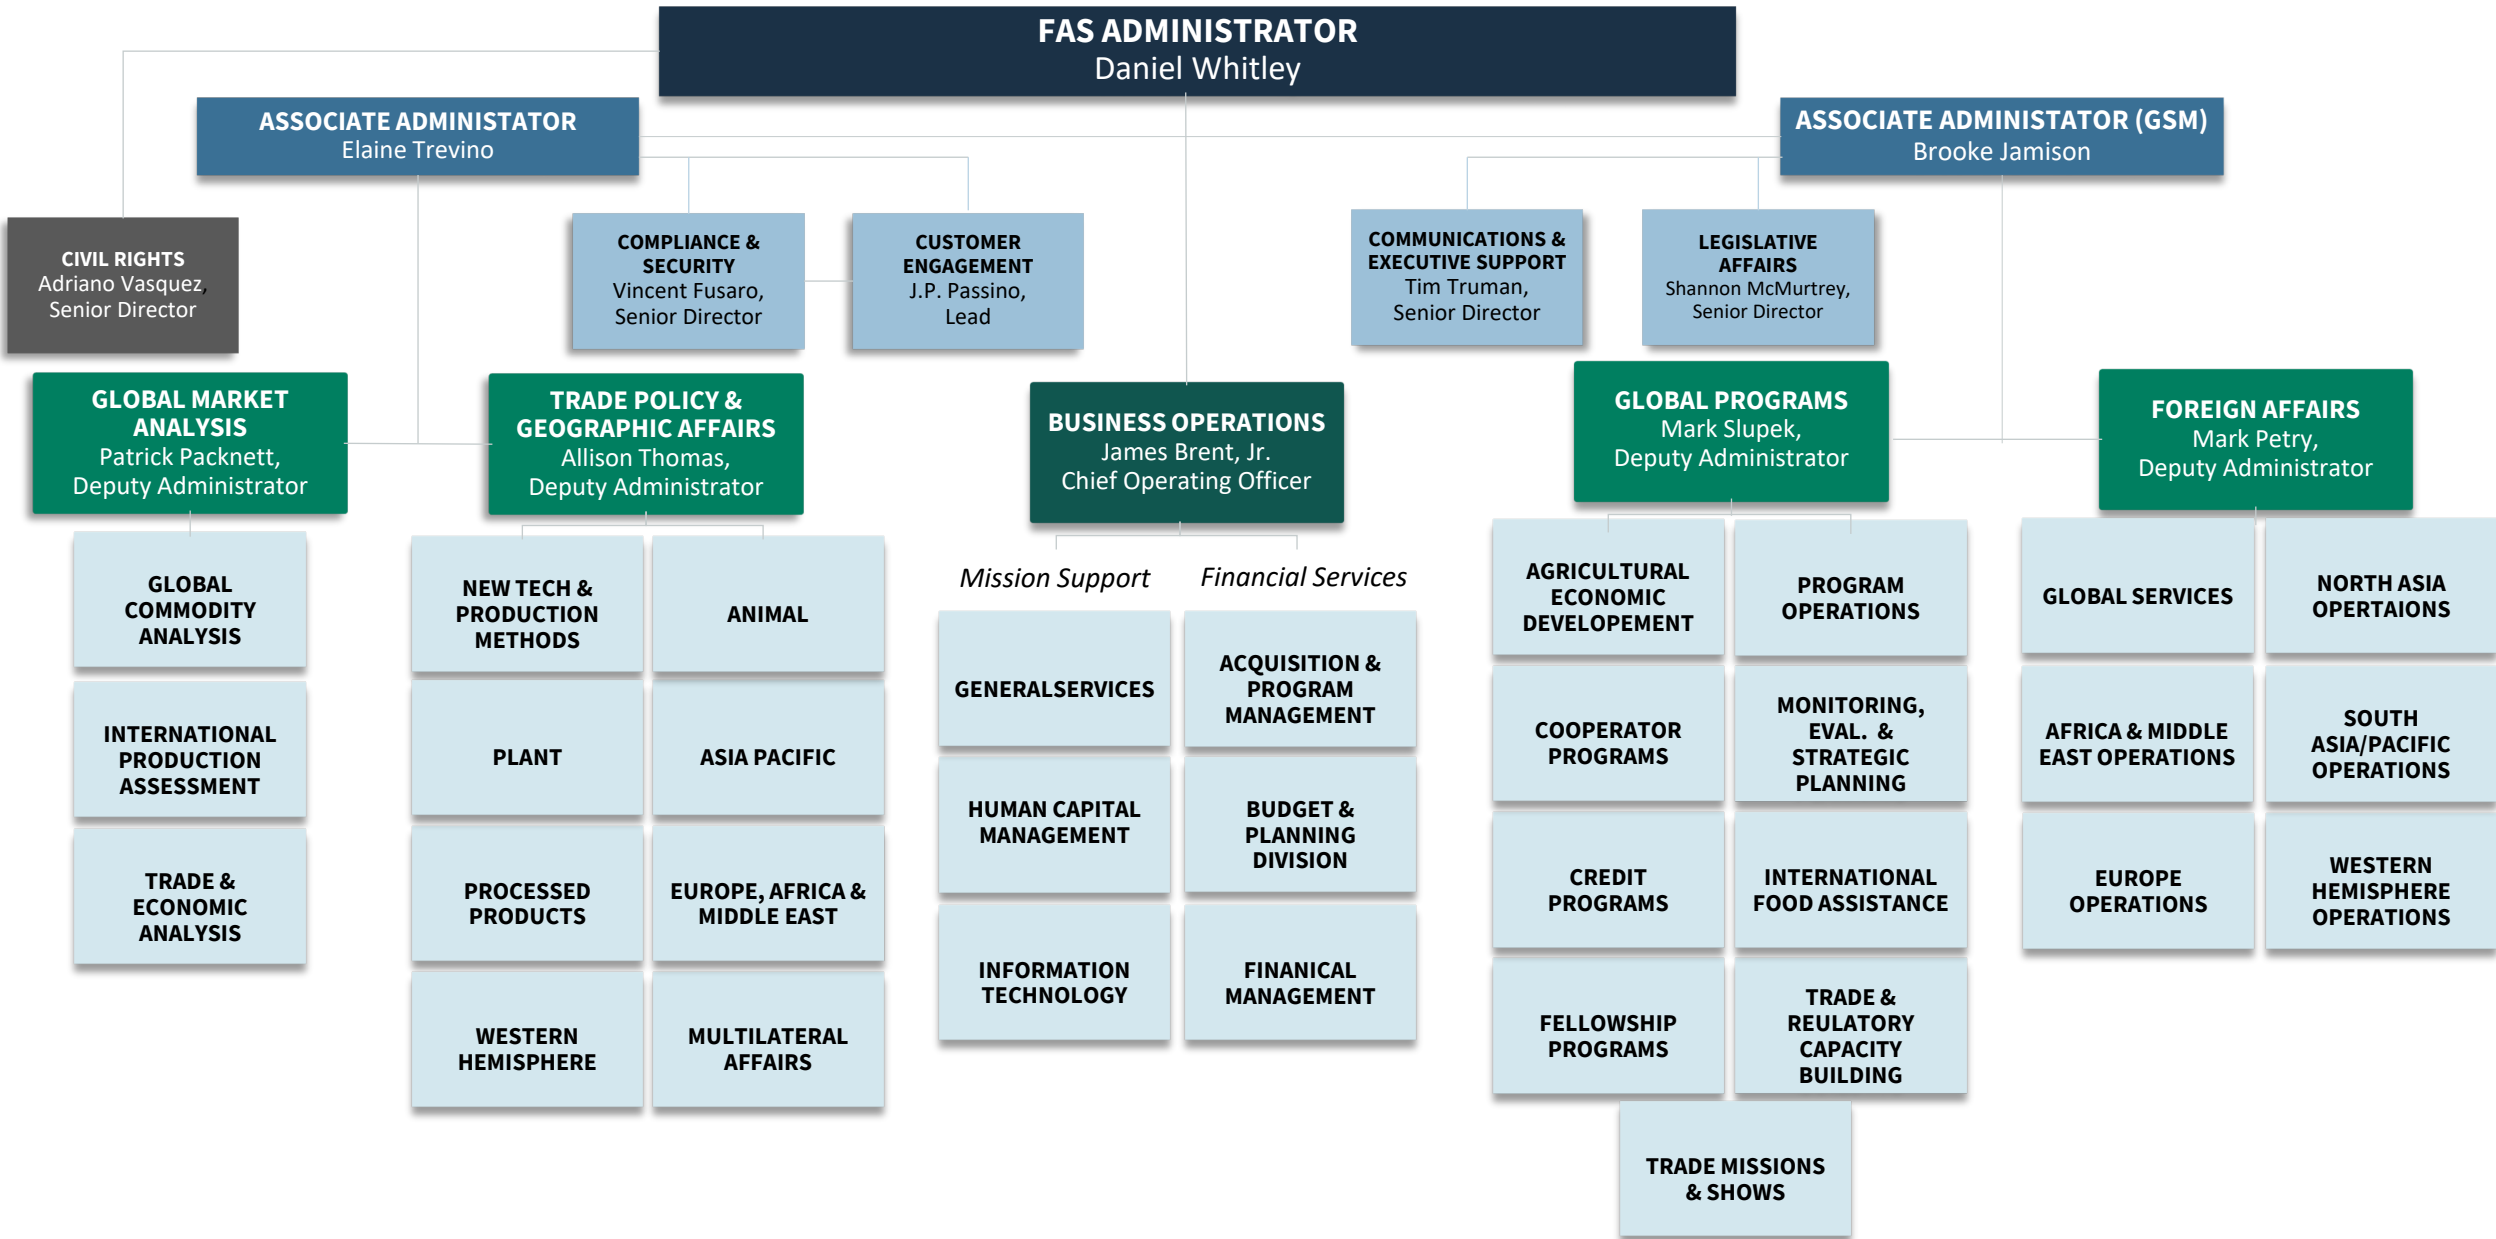 FAS ADMINISTRATOR
Daniel Whitley
ASSOCIATE ADMINISTATOR
Elaine Trevino
ASSOCIATE ADMINISTATOR (GSM)
Brooke Jamison
CIVIL RIGHTS
Adriano Vasquez,
Senior Director
COMPLIANCE &
SECURITY
Vincent Fusaro,
Senior Director
CUSTOMER
ENGAGEMENT
J.P. Passino,
Lead
COMMUNICATIONS &
EXECUTIVE SUPPORT
Tim Truman,
Senior Director
LEGISLATIVE
AFFAIRS
Shannon McMurtrey,
Senior Director
GLOBAL MARKET
ANALYSIS
Patrick Packnett,
Deputy Administrator
TRADE POLICY &
GEOGRAPHIC AFFAIRS
Allison Thomas,
Deputy Administrator
BUSINESS OPERATIONS
James Brent, Jr.
Chief Operating Officer
GLOBAL PROGRAMS
Mark Slupek,
Deputy Administrator
FOREIGN AFFAIRS
Mark Petry,
Deputy Administrator
GLOBAL
COMMODITY
ANALYSIS
INTERNATIONAL
PRODUCTION
ASSESSMENT
TRADE &
ECONOMIC
ANALYSIS
NEW TECH &
PRODUCTION
METHODS
ANIMAL
PLANT
ASIA PACIFIC
PROCESSED
PRODUCTS
EUROPE, AFRICA &
MIDDLE EAST
WESTERN
HEMISPHERE
MULTILATERAL
AFFAIRS
Mission Support
Financial Services
GENERALSERVICES
ACQUISITION &
PROGRAM
MANAGEMENT
HUMAN CAPITAL
MANAGEMENT
BUDGET &
PLANNING
DIVISION
INFORMATION
TECHNOLOGY
FINANICAL
MANAGEMENT
AGRICULTURAL
ECONOMIC
DEVELOPEMENT
PROGRAM
OPERATIONS
COOPERATOR
PROGRAMS
MONITORING,
EVAL. &
STRATEGIC
PLANNING
CREDIT
PROGRAMS
INTERNATIONAL
FOOD ASSISTANCE
FELLOWSHIP
PROGRAMS
TRADE &
REULATORY
CAPACITY
BUILDING
TRADE MISSIONS
& SHOWS
GLOBAL SERVICES
NORTH ASIA
OPERTAIONS
AFRICA & MIDDLE
EAST OPERATIONS
SOUTH
ASIA/PACIFIC
OPERATIONS
EUROPE
OPERATIONS
WESTERN
HEMISPHERE
OPERATIONS